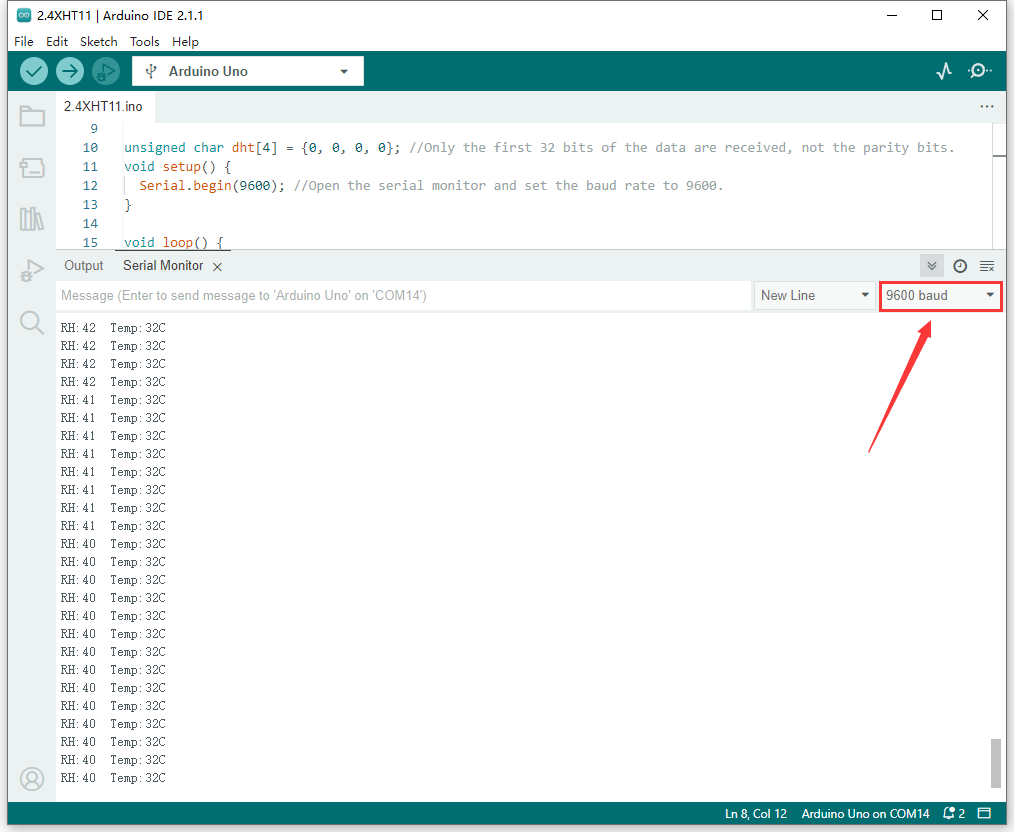 2.4XHT11 | Arduino IDE 2.1.1
File Edit Sketch Tools Help
Arduino Uno
2.4XHT11.ino
9
10 unsigned char dht[4] = {0, 0, 0, 0}; //Only the first 32 bits of the data are received, not the parity bits.
11 void setup() {
12 Serial.begin(9600); //Open the serial monitor and set the baud rate to 9600.
13 }
14
15 void loop() {
Output Serial Monitor
Message (Enter to send message to 'Arduino Uno' on 'COM14') New Line 9600 baud
RH:42 Temp:32C
RH:42 Temp:32C
RH:42 Temp:32C
RH:42 Temp:32C
RH:41 Temp:32C
RH:41 Temp:32C
RH:41 Temp:32C
RH:41 Temp:32C
RH:41 Temp:32C
RH:41 Temp:32C
RH:41 Temp:32C
RH:41 Temp:32C
RH:40 Temp:32C
RH:40 Temp:32C
RH:40 Temp:32C
RH:40 Temp:32C
RH:40 Temp:32C
RH:40 Temp:32C
RH:40 Temp:32C
RH:40 Temp:32C
RH:40 Temp:32C
RH:40 Temp:32C
RH:40 Temp:32C
RH:40 Temp:32C
RH:40 Temp:32C
RH:40 Temp:32C
Ln 8, Col 12 Arduino Uno on COM14 2